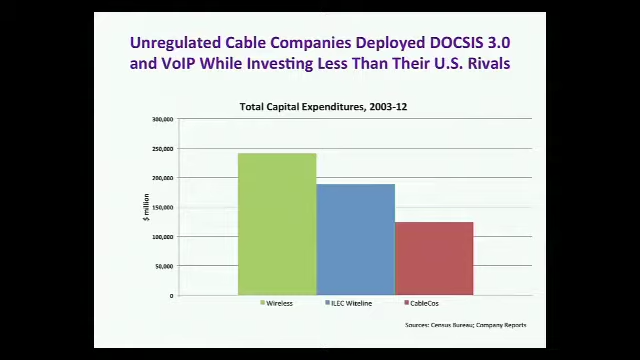 Unregulated Cable Companies Deployed DOCSIS 3.0
and VoIP While Investing Less Than Their U.S. Rivals
Total Capital Expenditures, 2003-12
300,000
250,000
200,000
150,000
100,000
50,000
0
$ million
Wireless
ILEC Wireline
CableCos
Sources: Census Bureau; Company Reports